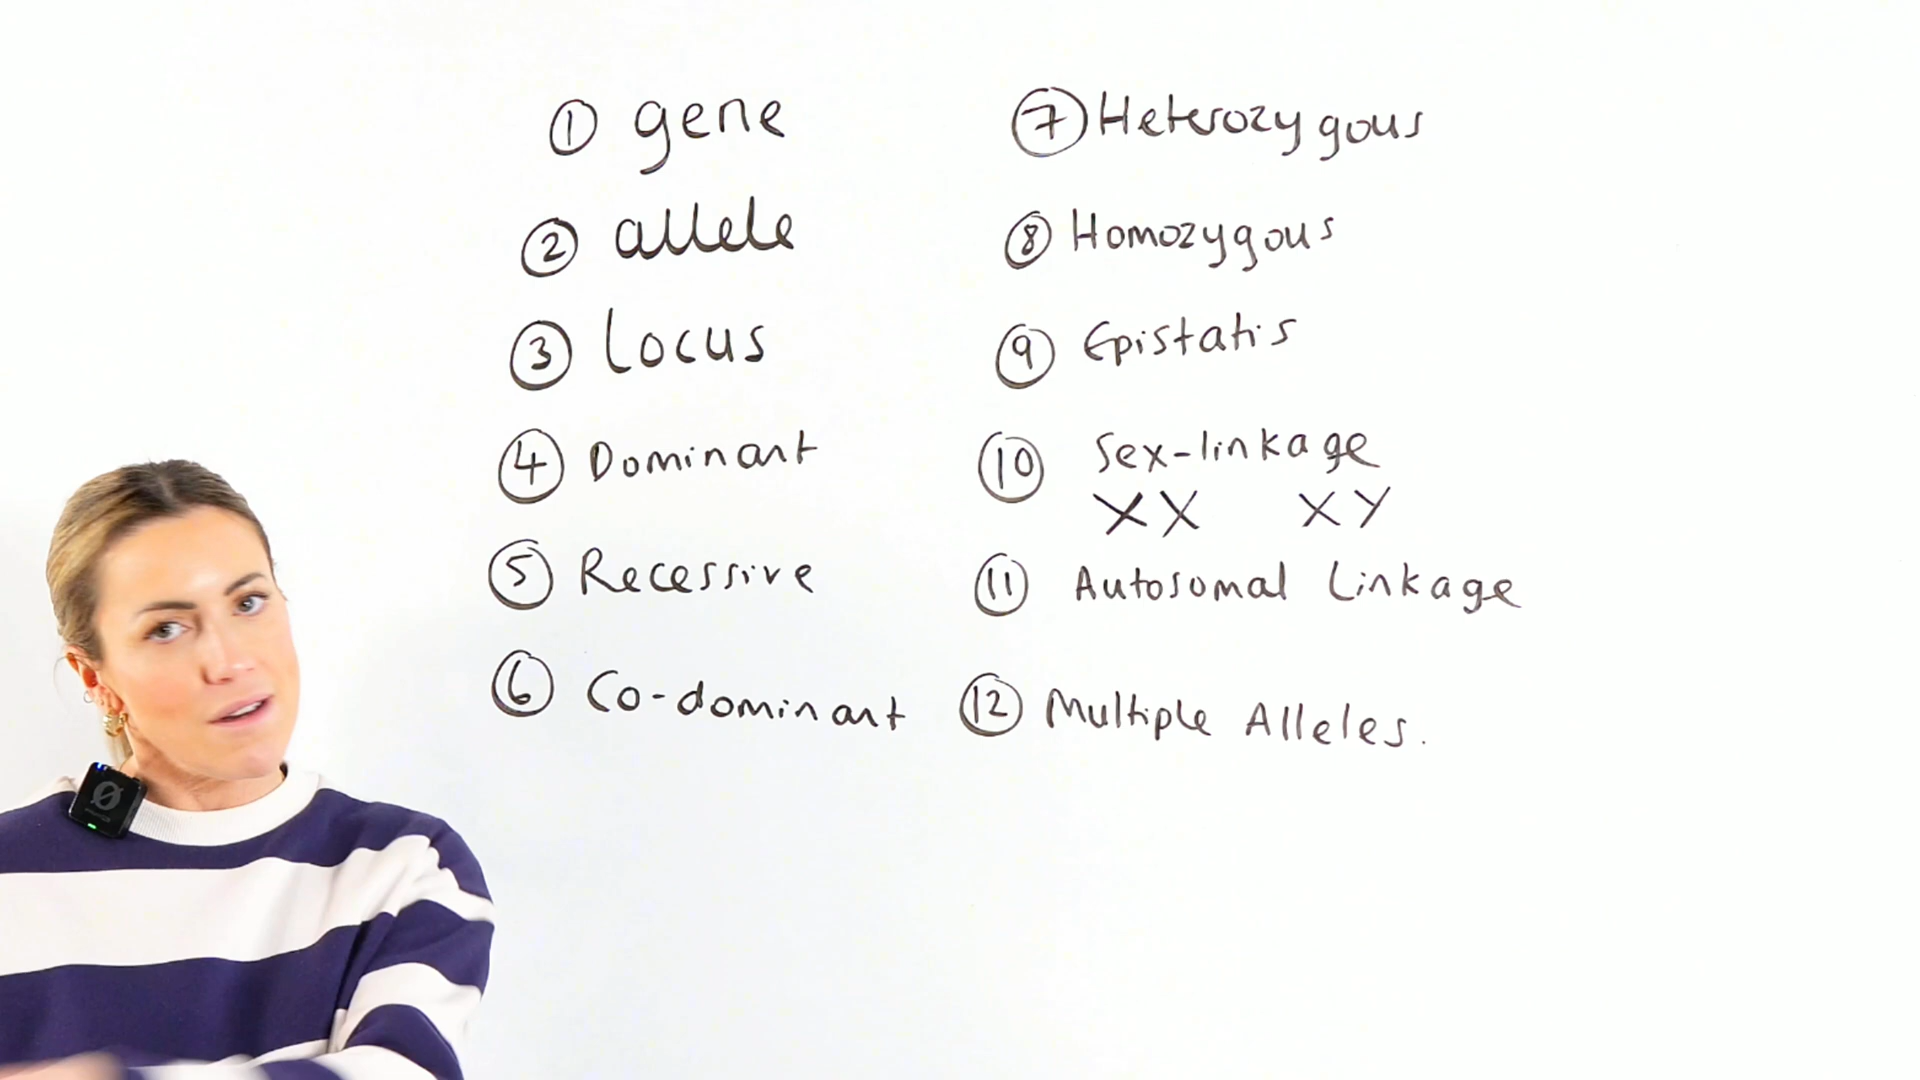 ① gene
② allele
③ Locus
④ Dominant
⑤ Recessive
⑥ Co-dominant
⑦ Heterozygous
⑧ Homozygous
⑨ Epistatis
⑩ Sex-linkage
XX XY
⑪ Autosomal Linkage
⑫ Multiple Alleles.